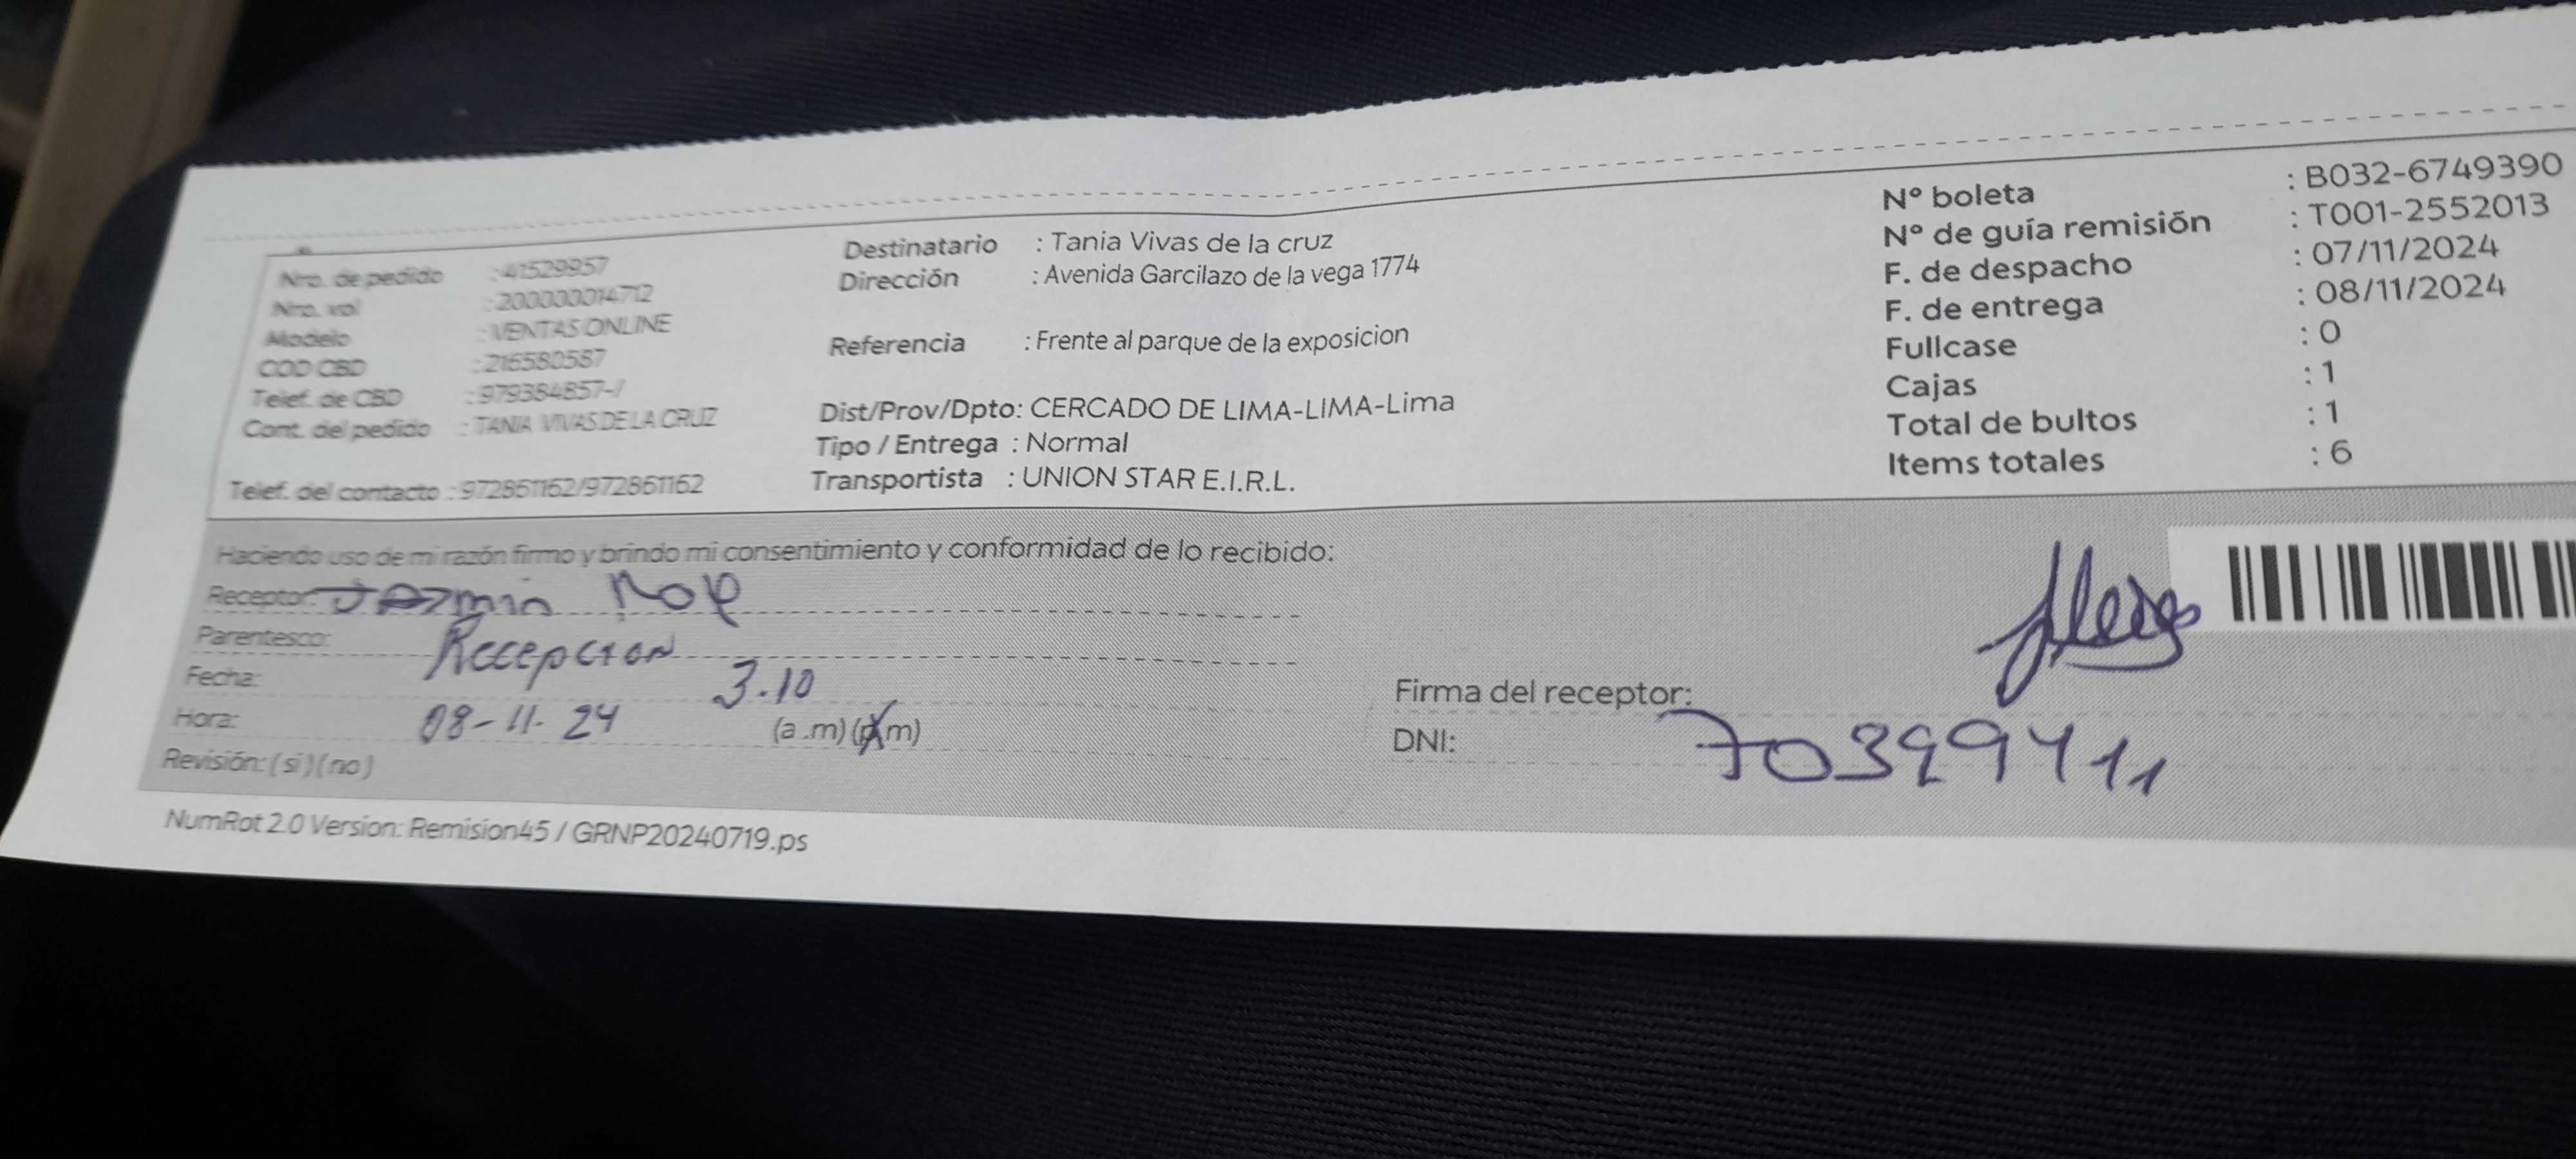 Nro. de pedido : 41529957
Nro. vol : 200000014712
Modelo : VENTAS ONLINE
COD CBD : 216580587
Telef. de CBD : 979384857-/
Cont. del pedido : TANIA VIVAS DE LA CRUZ
Telef. del contacto : 972861162/972861162
Destinatario : Tania Vivas de la cruz
Dirección : Avenida Garcilazo de la vega 1774
Referencia : Frente al parque de la exposicion
Dist/Prov/Dpto: CERCADO DE LIMA-LIMA-Lima
Tipo / Entrega : Normal
Transportista : UNION STAR E.I.R.L.
N° boleta : B032-6749390
N° de guía remisión : T001-2552013
F. de despacho : 07/11/2024
F. de entrega : 08/11/2024
Fullcase : 0
Cajas : 1
Total de bultos : 1
Items totales : 6
Haciendo uso de mi razón firmo y brindo mi consentimiento y conformidad de lo recibido:
Receptor: Jazmin
Parentesco: Recepcion
Fecha: 3.10
Hora: 08-11-24 (a.m) (p.m)
Revisión: (si) (no)
Firma del receptor:
DNI: 70399411
NumRot 2.0 Version: Remision45 / GRNP20240719.ps